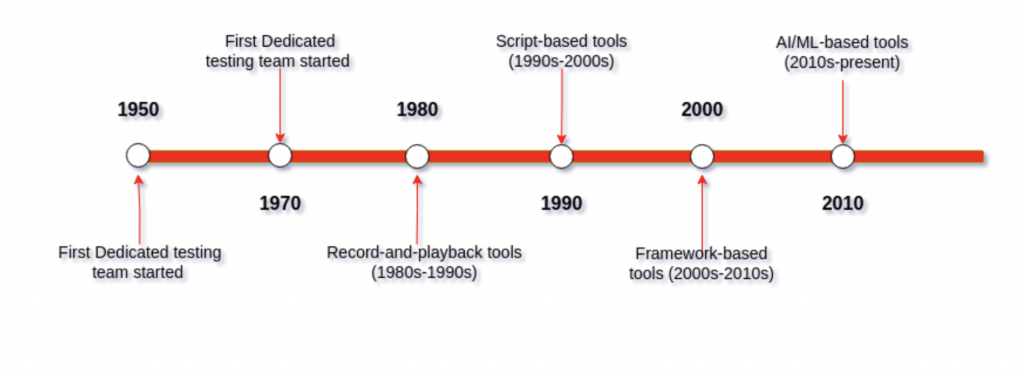 First Dedicated
testing team started
Script-based tools
(1990s-2000s)
AI/ML-based tools
(2010s-present)
1950
1980
2000
1970
1990
2010
First Dedicated testing
team started
Record-and-playback tools
(1980s-1990s)
Framework-based
tools (2000s-2010s)